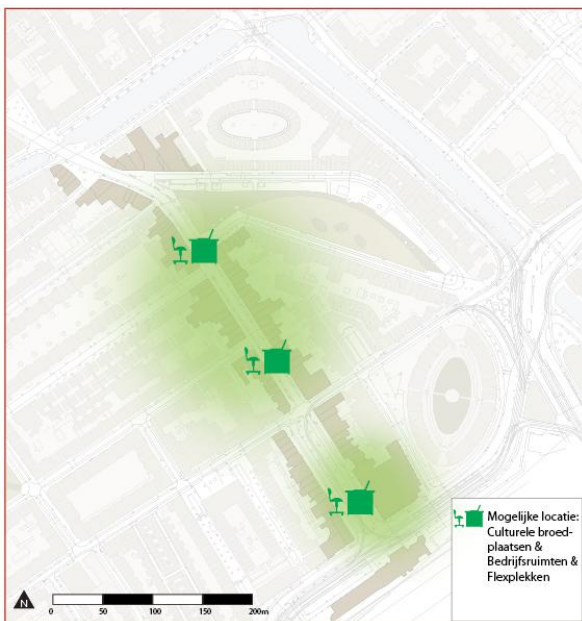 Mogelijke locatie:
Culturele broed-
plaatsen &
Bedrijfsruimten &
Flexplekken
N
0 50 100 150 200m